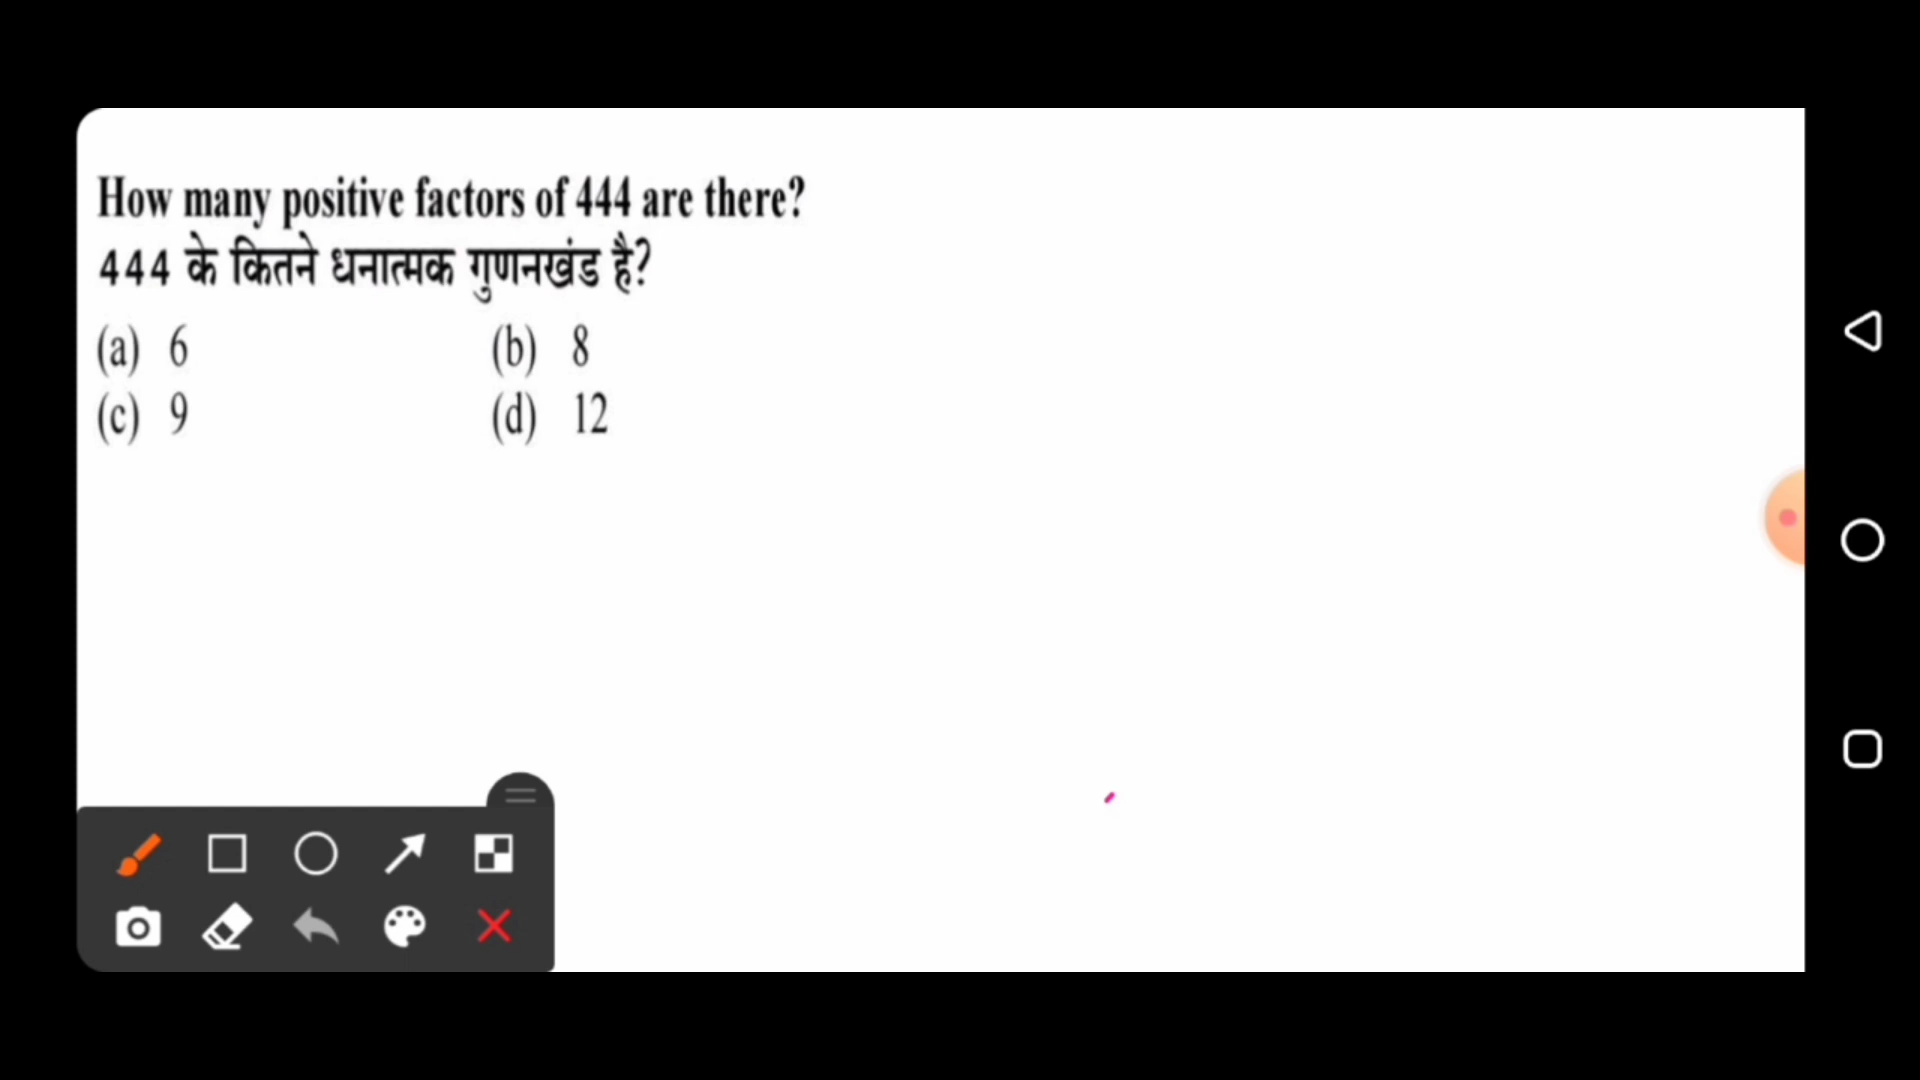 How many positive factors of 444 are there?
444 के कितने धनात्मक गुणनखंड है?
(a) 6 (b) 8
(c) 9 (d) 12